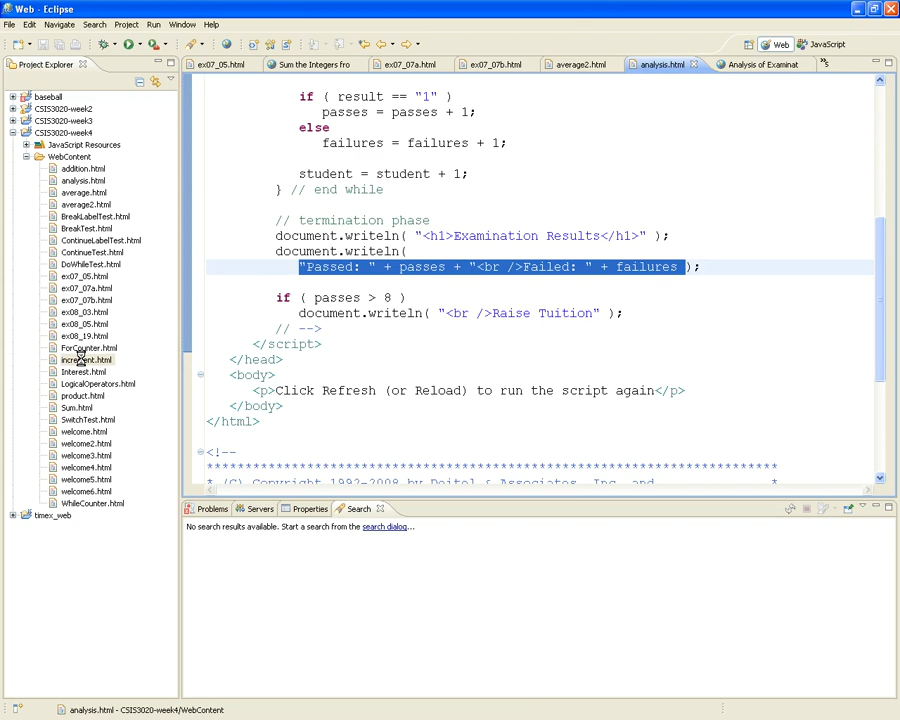 Web - Eclipse
File Edit Navigate Search Project Run Window Help
Web JavaScript
Project Explorer
ex07_05.html Sum the Integers fro ex07_07a.html ex07_07b.html average2.html analysis.html Analysis of Examinat »5
baseball
CSIS3020-week2
CSIS3020-week3
CSIS3020-week4
JavaScript Resources
WebContent
addition.html
analysis.html
average.html
average2.html
BreakLabelTest.html
BreakTest.html
ContinueLabelTest.html
ContinueTest.html
DoWhileTest.html
ex07_05.html
ex07_07a.html
ex07_07b.html
ex08_03.html
ex08_05.html
ex08_19.html
ForCounter.html
increment.html
Interest.html
LogicalOperators.html
product.html
Sum.html
SwitchTest.html
welcome.html
welcome2.html
welcome3.html
welcome4.html
welcome5.html
welcome6.html
WhileCounter.html
timex_web
if ( result == "1" )
passes = passes + 1;
else
failures = failures + 1;
student = student + 1;
} // end while
// termination phase
document.writeln( "<h1>Examination Results</h1>" );
document.writeln(
"Passed: " + passes + "<br />Failed: " + failures );
if ( passes > 8 )
document.writeln( "<br />Raise Tuition" );
// -->
</script>
</head>
<body>
<p>Click Refresh (or Reload) to run the script again</p>
</body>
</html>
<!--
**************************************************************************
* (C) Copyright 1992-2008 by Deitel & Associates, Inc. and *
Problems Servers Properties Search
No search results available. Start a search from the search dialog...
analysis.html - CSIS3020-week4/WebContent